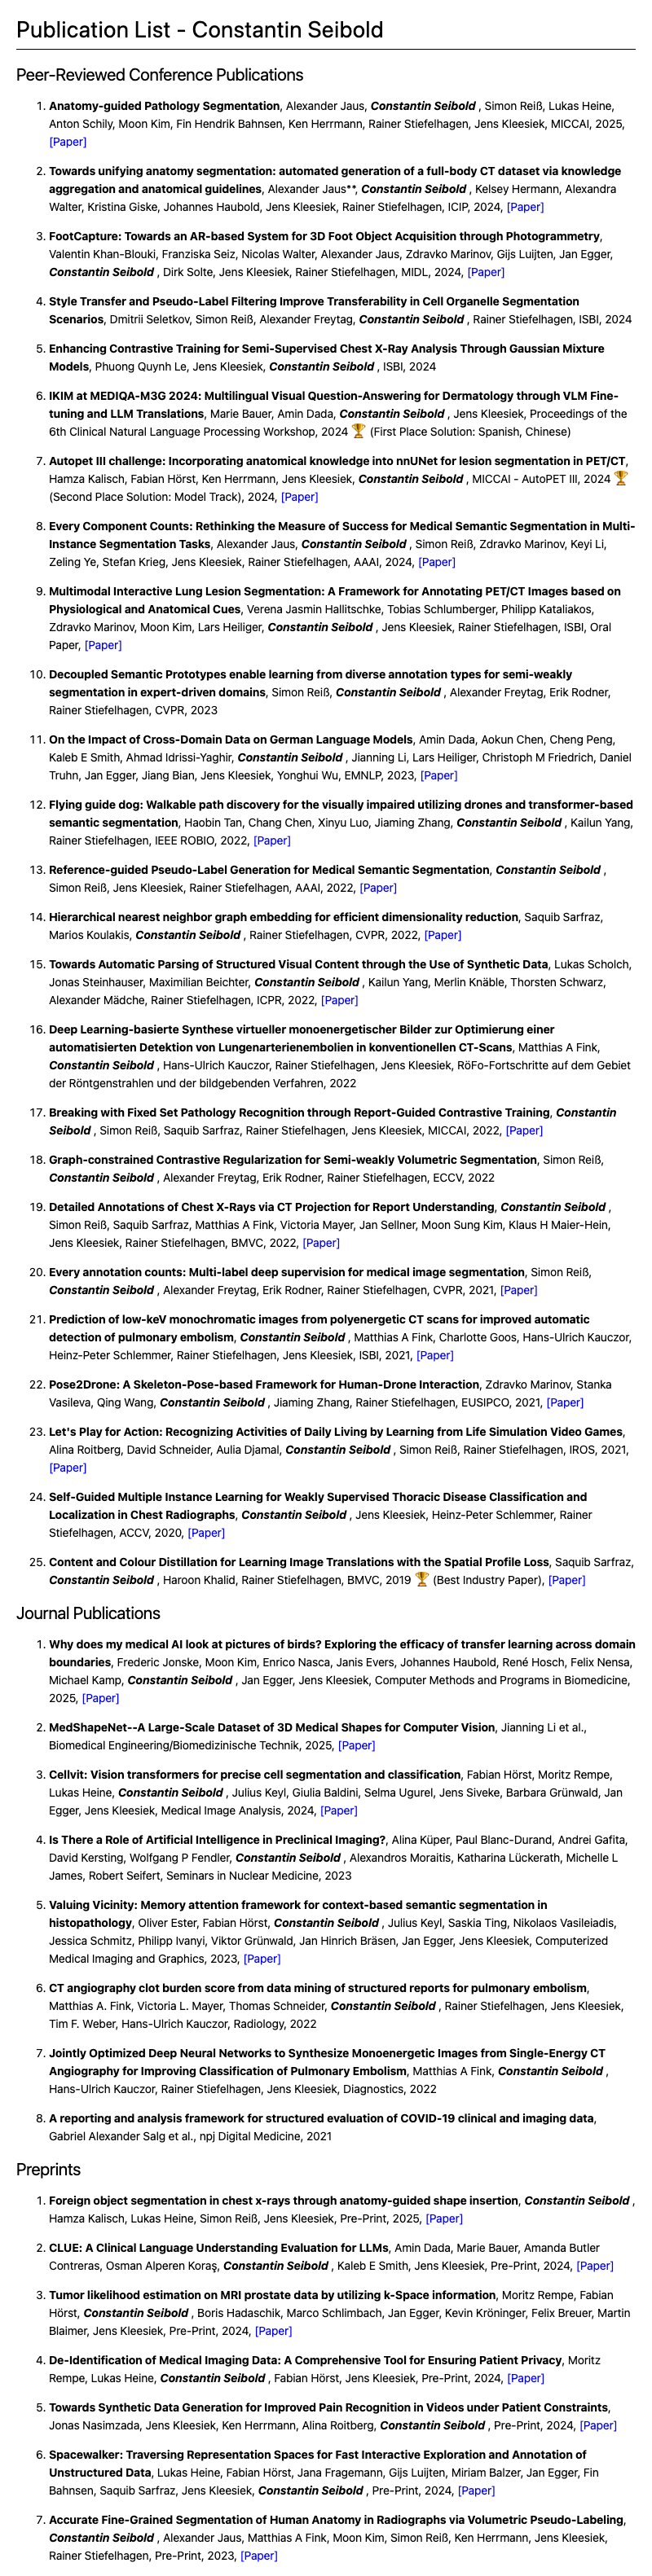 Publication List - Constantin Seibold
Peer-Reviewed Conference Publications
1. Anatomy-guided Pathology Segmentation, Alexander Jaus, Constantin Seibold , Simon Reiß, Lukas Heine,
Anton Schily, Moon Kim, Fin Hendrik Bahnsen, Ken Herrmann, Rainer Stiefelhagen, Jens Kleesiek, MICCAI, 2025,
[Paper]
2. Towards unifying anatomy segmentation: automated generation of a full-body CT dataset via knowledge
aggregation and anatomical guidelines, Alexander Jaus**, Constantin Seibold , Kelsey Hermann, Alexandra
Walter, Kristina Giske, Johannes Haubold, Jens Kleesiek, Rainer Stiefelhagen, ICIP, 2024, [Paper]
3. FootCapture: Towards an AR-based System for 3D Foot Object Acquisition through Photogrammetry,
Valentin Khan-Blouki, Franziska Seiz, Nicolas Walter, Alexander Jaus, Zdravko Marinov, Gijs Luijten, Jan Egger,
Constantin Seibold , Dirk Solte, Jens Kleesiek, Rainer Stiefelhagen, MIDL, 2024, [Paper]
4. Style Transfer and Pseudo-Label Filtering Improve Transferability in Cell Organelle Segmentation
Scenarios, Dmitrii Seletkov, Simon Reiß, Alexander Freytag, Constantin Seibold , Rainer Stiefelhagen, ISBI, 2024
5. Enhancing Contrastive Training for Semi-Supervised Chest X-Ray Analysis Through Gaussian Mixture
Models, Phuong Quynh Le, Jens Kleesiek, Constantin Seibold , ISBI, 2024
6. IKIM at MEDIQA-M3G 2024: Multilingual Visual Question-Answering for Dermatology through VLM Fine-
tuning and LLM Translations, Marie Bauer, Amin Dada, Constantin Seibold , Jens Kleesiek, Proceedings of the
6th Clinical Natural Language Processing Workshop, 2024 🏆 (First Place Solution: Spanish, Chinese)
7. Autopet III challenge: Incorporating anatomical knowledge into nnUNet for lesion segmentation in PET/CT,
Hamza Kalisch, Fabian Hörst, Ken Herrmann, Jens Kleesiek, Constantin Seibold , MICCAI - AutoPET III, 2024 🏆
(Second Place Solution: Model Track), 2024, [Paper]
8. Every Component Counts: Rethinking the Measure of Success for Medical Semantic Segmentation in Multi-
Instance Segmentation Tasks, Alexander Jaus, Constantin Seibold , Simon Reiß, Zdravko Marinov, Keyi Li,
Zeling Ye, Stefan Krieg, Jens Kleesiek, Rainer Stiefelhagen, AAAI, 2024, [Paper]
9. Multimodal Interactive Lung Lesion Segmentation: A Framework for Annotating PET/CT Images based on
Physiological and Anatomical Cues, Verena Jasmin Hallitschke, Tobias Schlumberger, Philipp Kataliakos,
Zdravko Marinov, Moon Kim, Lars Heiliger, Constantin Seibold , Jens Kleesiek, Rainer Stiefelhagen, ISBI, Oral
Paper, [Paper]
10. Decoupled Semantic Prototypes enable learning from diverse annotation types for semi-weakly
segmentation in expert-driven domains, Simon Reiß, Constantin Seibold , Alexander Freytag, Erik Rodner,
Rainer Stiefelhagen, CVPR, 2023
11. On the Impact of Cross-Domain Data on German Language Models, Amin Dada, Aokun Chen, Cheng Peng,
Kaleb E Smith, Ahmad Idrissi-Yaghir, Constantin Seibold , Jianning Li, Lars Heiliger, Christoph M Friedrich, Daniel
Truhn, Jan Egger, Jiang Bian, Jens Kleesiek, Yonghui Wu, EMNLP, 2023, [Paper]
12. Flying guide dog: Walkable path discovery for the visually impaired utilizing drones and transformer-based
semantic segmentation, Haobin Tan, Chang Chen, Xinyu Luo, Jiaming Zhang, Constantin Seibold , Kailun Yang,
Rainer Stiefelhagen, IEEE ROBIO, 2022, [Paper]
13. Reference-guided Pseudo-Label Generation for Medical Semantic Segmentation, Constantin Seibold ,
Simon Reiß, Jens Kleesiek, Rainer Stiefelhagen, AAAI, 2022, [Paper]
14. Hierarchical nearest neighbor graph embedding for efficient dimensionality reduction, Saquib Sarfraz,
Marios Koulakis, Constantin Seibold , Rainer Stiefelhagen, CVPR, 2022, [Paper]
15. Towards Automatic Parsing of Structured Visual Content through the Use of Synthetic Data, Lukas Scholch,
Jonas Steinhauser, Maximilian Beichter, Constantin Seibold , Kailun Yang, Merlin Knäble, Thorsten Schwarz,
Alexander Mädche, Rainer Stiefelhagen, ICPR, 2022, [Paper]
16. Deep Learning-basierte Synthese virtueller monoenergetischer Bilder zur Optimierung einer
automatisierten Detektion von Lungenarterienembolien in konventionellen CT-Scans, Matthias A Fink,
Constantin Seibold , Hans-Ulrich Kauczor, Rainer Stiefelhagen, Jens Kleesiek, RöFo-Fortschritte auf dem Gebiet
der Röntgenstrahlen und der bildgebenden Verfahren, 2022
17. Breaking with Fixed Set Pathology Recognition through Report-Guided Contrastive Training, Constantin
Seibold , Simon Reiß, Saquib Sarfraz, Rainer Stiefelhagen, Jens Kleesiek, MICCAI, 2022, [Paper]
18. Graph-constrained Contrastive Regularization for Semi-weakly Volumetric Segmentation, Simon Reiß,
Constantin Seibold , Alexander Freytag, Erik Rodner, Rainer Stiefelhagen, ECCV, 2022
19. Detailed Annotations of Chest X-Rays via CT Projection for Report Understanding, Constantin Seibold ,
Simon Reiß, Saquib Sarfraz, Matthias A Fink, Victoria Mayer, Jan Sellner, Moon Sung Kim, Klaus H Maier-Hein,
Jens Kleesiek, Rainer Stiefelhagen, BMVC, 2022, [Paper]
20. Every annotation counts: Multi-label deep supervision for medical image segmentation, Simon Reiß,
Constantin Seibold , Alexander Freytag, Erik Rodner, Rainer Stiefelhagen, CVPR, 2021, [Paper]
21. Prediction of low-keV monochromatic images from polyenergetic CT scans for improved automatic
detection of pulmonary embolism, Constantin Seibold , Matthias A Fink, Charlotte Goos, Hans-Ulrich Kauczor,
Heinz-Peter Schlemmer, Rainer Stiefelhagen, Jens Kleesiek, ISBI, 2021, [Paper]
22. Pose2Drone: A Skeleton-Pose-based Framework for Human-Drone Interaction, Zdravko Marinov, Stanka
Vasileva, Qing Wang, Constantin Seibold , Jiaming Zhang, Rainer Stiefelhagen, EUSIPCO, 2021, [Paper]
23. Let's Play for Action: Recognizing Activities of Daily Living by Learning from Life Simulation Video Games,
Alina Roitberg, David Schneider, Aulia Djamal, Constantin Seibold , Simon Reiß, Rainer Stiefelhagen, IROS, 2021,
[Paper]
24. Self-Guided Multiple Instance Learning for Weakly Supervised Thoracic Disease Classification and
Localization in Chest Radiographs, Constantin Seibold , Jens Kleesiek, Heinz-Peter Schlemmer, Rainer
Stiefelhagen, ACCV, 2020, [Paper]
25. Content and Colour Distillation for Learning Image Translations with the Spatial Profile Loss, Saquib Sarfraz,
Constantin Seibold , Haroon Khalid, Rainer Stiefelhagen, BMVC, 2019 🏆 (Best Industry Paper), [Paper]
Journal Publications
1. Why does my medical AI look at pictures of birds? Exploring the efficacy of transfer learning across domain
boundaries, Frederic Jonske, Moon Kim, Enrico Nasca, Janis Evers, Johannes Haubold, René Hosch, Felix Nensa,
Michael Kamp, Constantin Seibold , Jan Egger, Jens Kleesiek, Computer Methods and Programs in Biomedicine,
2025, [Paper]
2. MedShapeNet--A Large-Scale Dataset of 3D Medical Shapes for Computer Vision, Jianning Li et al.,
Biomedical Engineering/Biomedizinische Technik, 2025, [Paper]
3. Cellvit: Vision transformers for precise cell segmentation and classification, Fabian Hörst, Moritz Rempe,
Lukas Heine, Constantin Seibold , Julius Keyl, Giulia Baldini, Selma Ugurel, Jens Siveke, Barbara Grünwald, Jan
Egger, Jens Kleesiek, Medical Image Analysis, 2024, [Paper]
4. Is There a Role of Artificial Intelligence in Preclinical Imaging?, Alina Küper, Paul Blanc-Durand, Andrei Gafita,
David Kersting, Wolfgang P Fendler, Constantin Seibold , Alexandros Moraitis, Katharina Lückerath, Michelle L
James, Robert Seifert, Seminars in Nuclear Medicine, 2023
5. Valuing Vicinity: Memory attention framework for context-based semantic segmentation in
histopathology, Oliver Ester, Fabian Hörst, Constantin Seibold , Julius Keyl, Saskia Ting, Nikolaos Vasileiadis,
Jessica Schmitz, Philipp Ivanyi, Viktor Grünwald, Jan Hinrich Bräsen, Jan Egger, Jens Kleesiek, Computerized
Medical Imaging and Graphics, 2023, [Paper]
6. CT angiography clot burden score from data mining of structured reports for pulmonary embolism,
Matthias A. Fink, Victoria L. Mayer, Thomas Schneider, Constantin Seibold , Rainer Stiefelhagen, Jens Kleesiek,
Tim F. Weber, Hans-Ulrich Kauczor, Radiology, 2022
7. Jointly Optimized Deep Neural Networks to Synthesize Monoenergetic Images from Single-Energy CT
Angiography for Improving Classification of Pulmonary Embolism, Matthias A Fink, Constantin Seibold ,
Hans-Ulrich Kauczor, Rainer Stiefelhagen, Jens Kleesiek, Diagnostics, 2022
8. A reporting and analysis framework for structured evaluation of COVID-19 clinical and imaging data,
Gabriel Alexander Salg et al., npj Digital Medicine, 2021
Preprints
1. Foreign object segmentation in chest x-rays through anatomy-guided shape insertion, Constantin Seibold ,
Hamza Kalisch, Lukas Heine, Simon Reiß, Jens Kleesiek, Pre-Print, 2025, [Paper]
2. CLUE: A Clinical Language Understanding Evaluation for LLMs, Amin Dada, Marie Bauer, Amanda Butler
Contreras, Osman Alperen Koraş, Constantin Seibold , Kaleb E Smith, Jens Kleesiek, Pre-Print, 2024, [Paper]
3. Tumor likelihood estimation on MRI prostate data by utilizing k-Space information, Moritz Rempe, Fabian
Hörst, Constantin Seibold , Boris Hadaschik, Marco Schlimbach, Jan Egger, Kevin Kröninger, Felix Breuer, Martin
Blaimer, Jens Kleesiek, Pre-Print, 2024, [Paper]
4. De-Identification of Medical Imaging Data: A Comprehensive Tool for Ensuring Patient Privacy, Moritz
Rempe, Lukas Heine, Constantin Seibold , Fabian Hörst, Jens Kleesiek, Pre-Print, 2024, [Paper]
5. Towards Synthetic Data Generation for Improved Pain Recognition in Videos under Patient Constraints,
Jonas Nasimzada, Jens Kleesiek, Ken Herrmann, Alina Roitberg, Constantin Seibold , Pre-Print, 2024, [Paper]
6. Spacewalker: Traversing Representation Spaces for Fast Interactive Exploration and Annotation of
Unstructured Data, Lukas Heine, Fabian Hörst, Jana Fragemann, Gijs Luijten, Miriam Balzer, Jan Egger, Fin
Bahnsen, Saquib Sarfraz, Jens Kleesiek, Constantin Seibold , Pre-Print, 2024, [Paper]
7. Accurate Fine-Grained Segmentation of Human Anatomy in Radiographs via Volumetric Pseudo-Labeling,
Constantin Seibold , Alexander Jaus, Matthias A Fink, Moon Kim, Simon Reiß, Ken Herrmann, Jens Kleesiek,
Rainer Stiefelhagen, Pre-Print, 2023, [Paper]